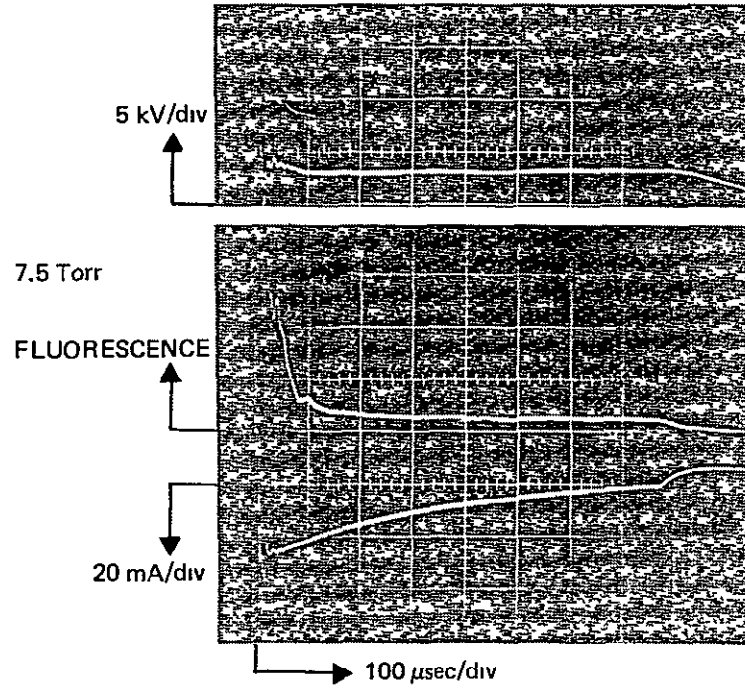 5 kV/div
7.5 Torr
FLUORESCENCE
20 mA/div
100 μsec/div